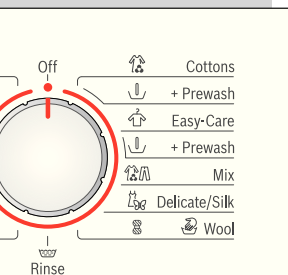 Off
Cottons
+ Prewash
Easy-Care
+ Prewash
Mix
Delicate/Silk
Wool
Rinse